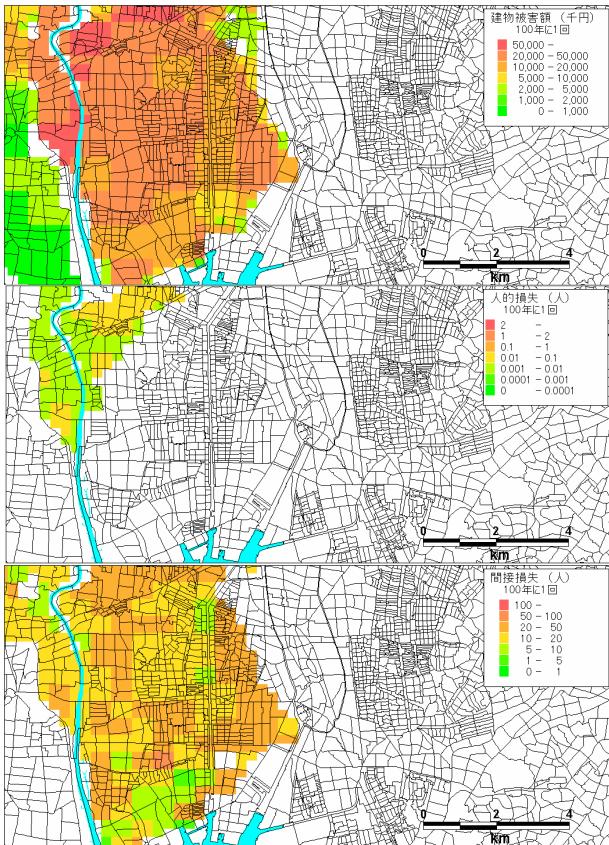 建物被害額 (千円)
100年に1回
50,000 -
20,000 - 50,000
10,000 - 20,000
5,000 - 10,000
2,000 - 5,000
1,000 - 2,000
0 - 1,000
0 2 4
km
人的損失 (人)
100年に1回
2 -
1 - 2
0.1 - 1
0.01 - 0.1
0.001 - 0.01
0.0001 - 0.001
0 - 0.0001
0 2 4
km
間接損失 (人)
100年に1回
100 -
50 - 100
20 - 50
10 - 20
5 - 10
1 - 5
0 - 1
0 2 4
km